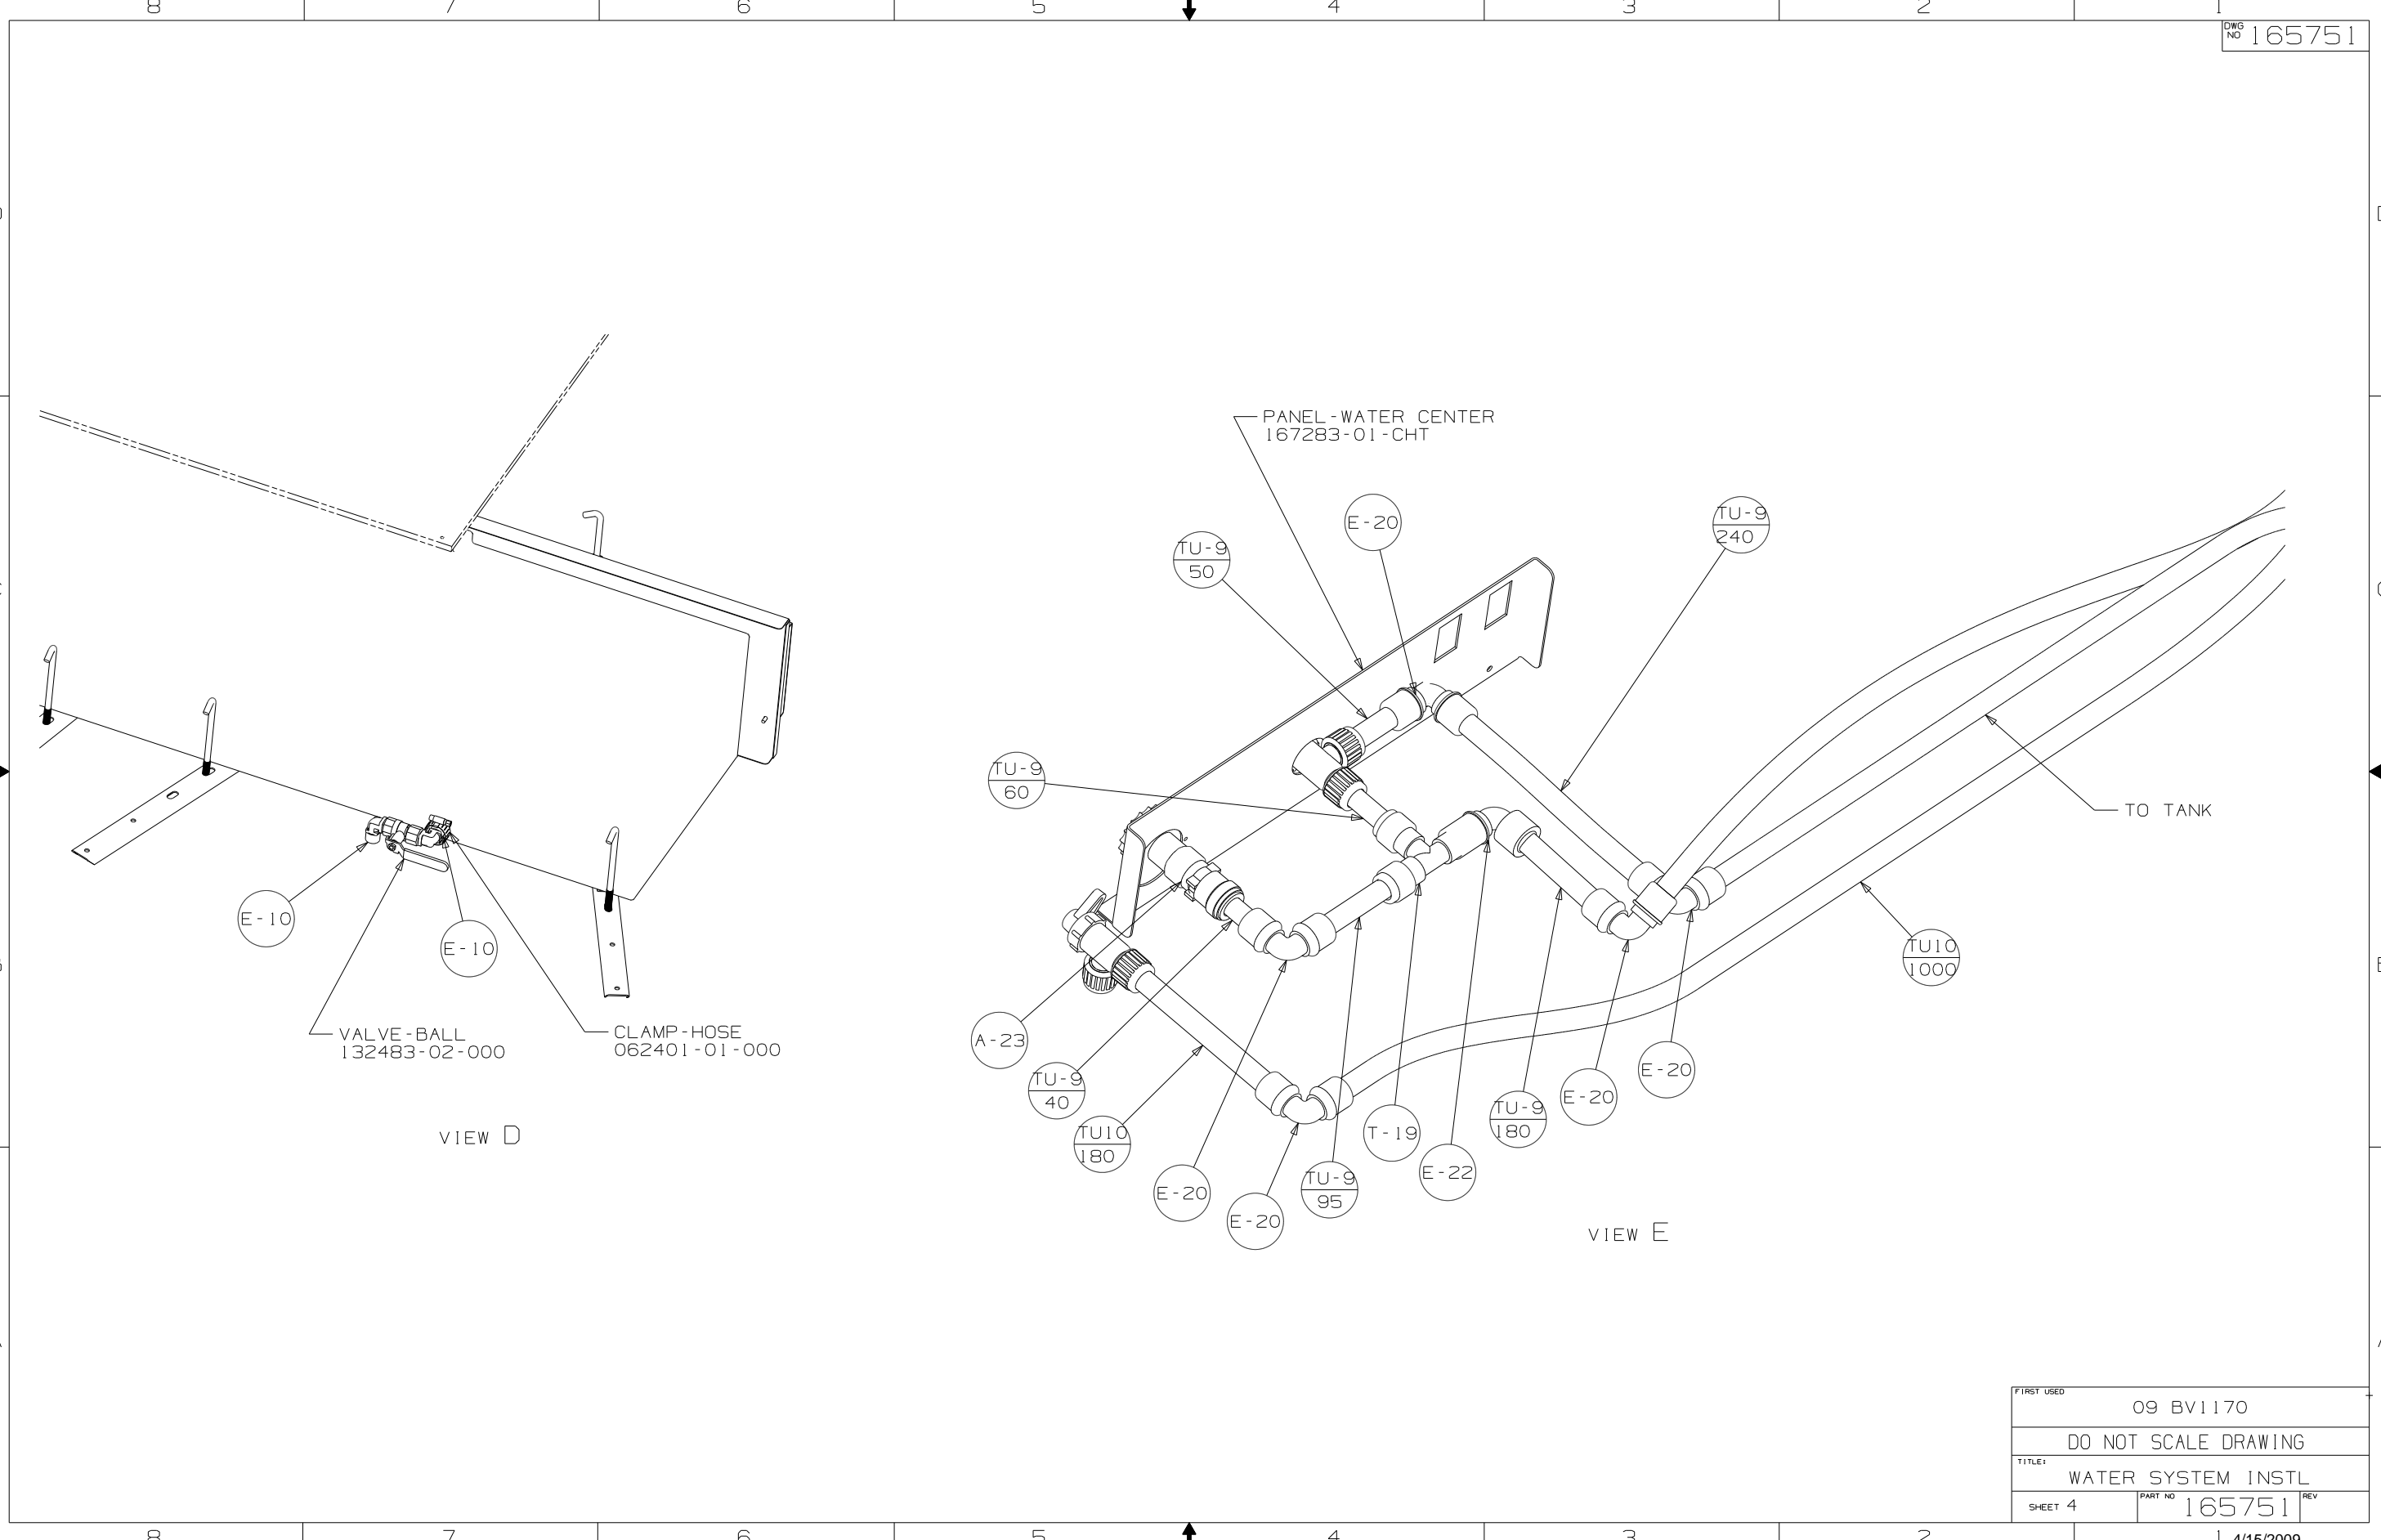 8 7 6 5 4 3 2 1
DWG NO 165751
D
D
PANEL-WATER CENTER
167283-01-CHT
E-20
TU-9
240
TU-9
50
C
TU-9
60
TO TANK
E-10
E-10
TU10
1000
B
VALVE-BALL
132483-02-000
CLAMP-HOSE
062401-01-000
A-23
TU-9
40
TU10
180
E-20
E-20
TU-9
95
T-19
E-22
TU-9
180
E-20
E-20
VIEW D
VIEW E
A
FIRST USED
09 BV1170
DO NOT SCALE DRAWING
TITLE:
WATER SYSTEM INSTL
SHEET 4
PART NO 165751
REV
8 7 6 5 4 3 2 1
4/15/2009